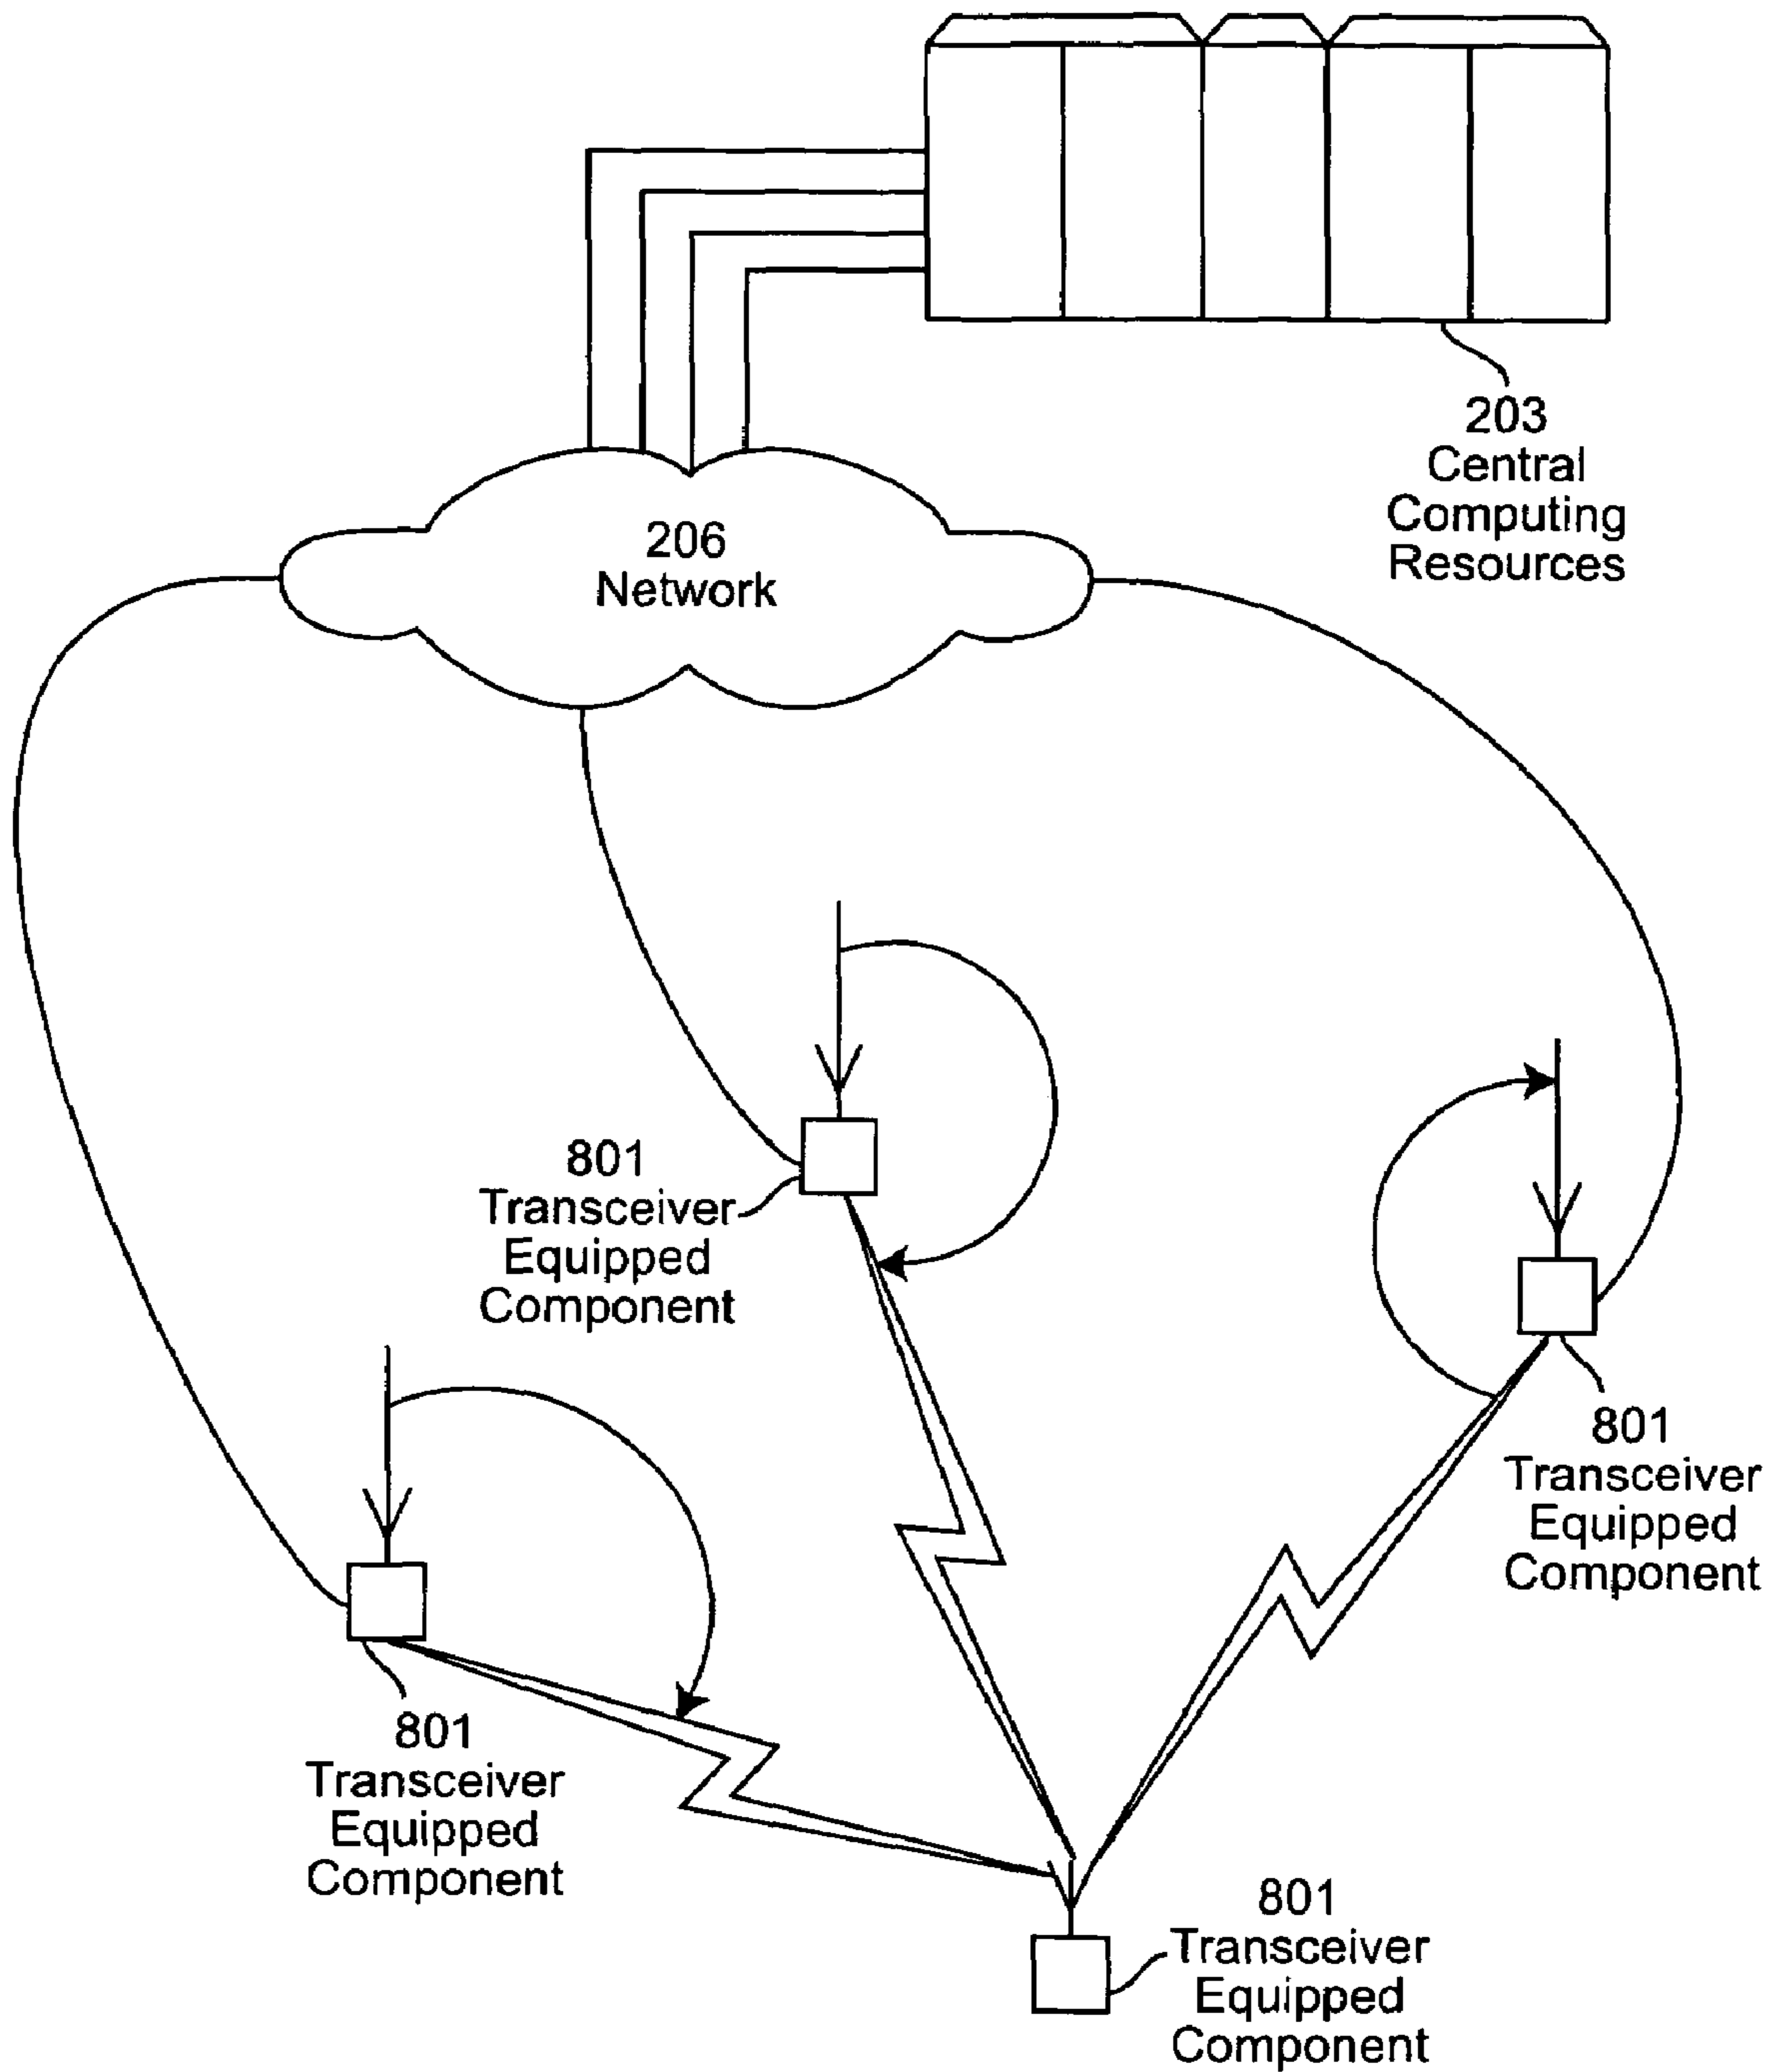 203
Central
Computing
Resources
206
Network
801
Transceiver
Equipped
Component
801
Transceiver
Equipped
Component
801
Transceiver
Equipped
Component
801
Transceiver
Equipped
Component